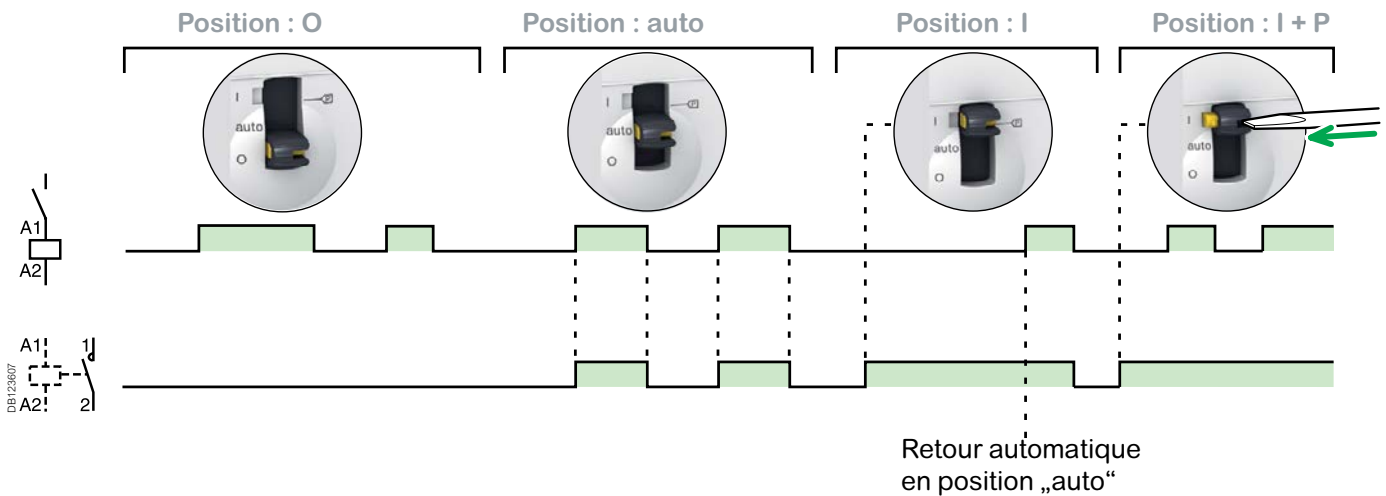 Position : O
Position : auto
Position : I
Position : I + P
I
P
auto
O
I
P
auto
O
I
P
auto
O
I
auto
O
A1
A2
A1
1
A2
2
DB123607
Retour automatique
en position „auto“